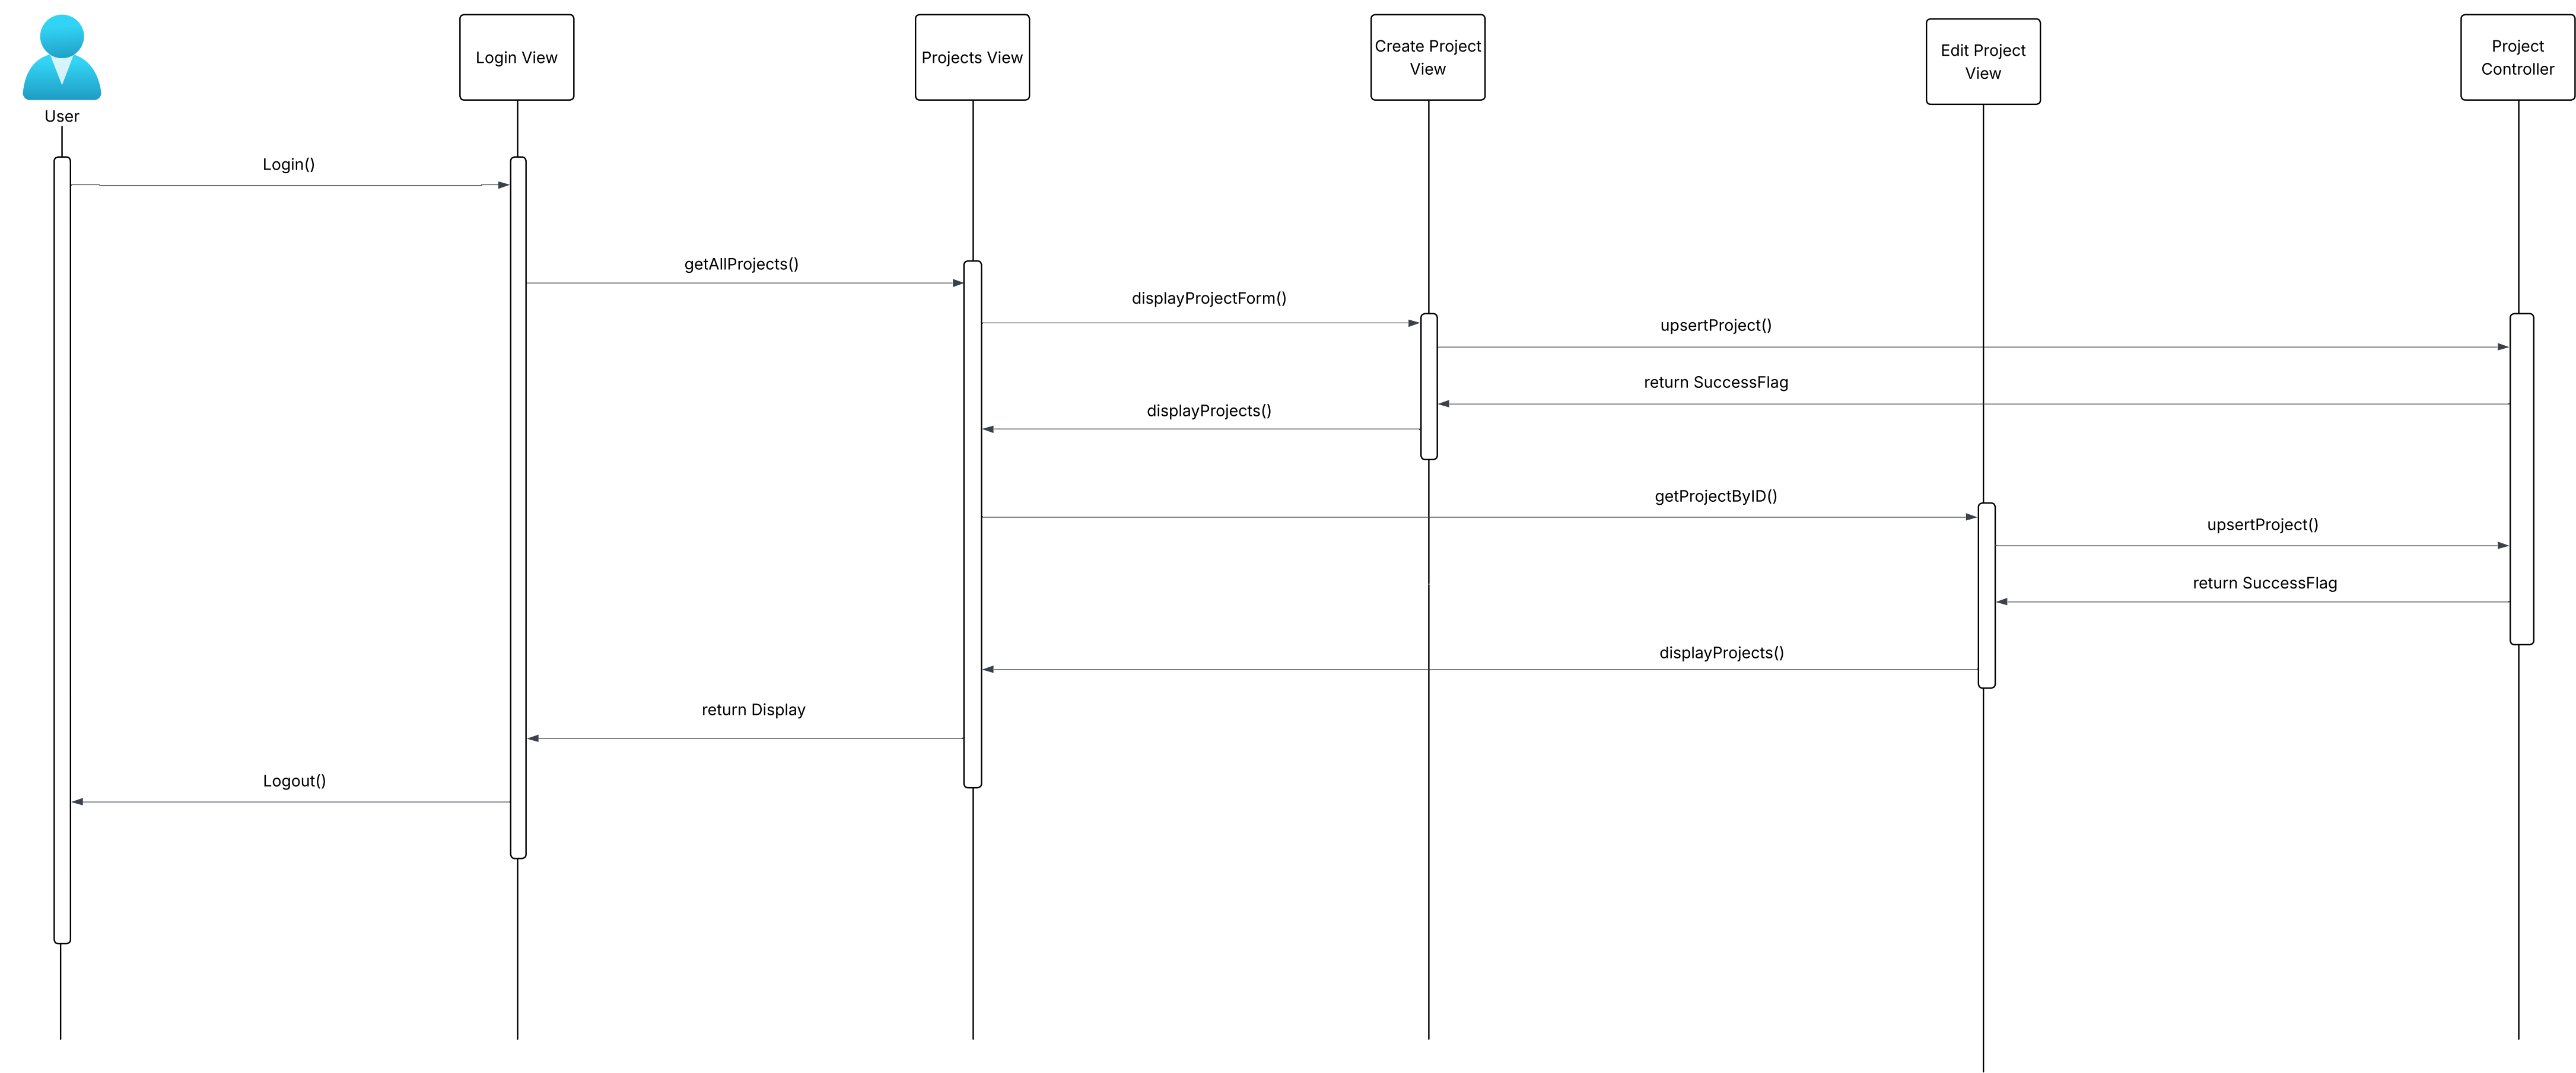 User
Login View
Projects View
Create Project
View
Edit Project
View
Project
Controller
Login()
getAllProjects()
displayProjectForm()
upsertProject()
return SuccessFlag
displayProjects()
getProjectByID()
upsertProject()
return SuccessFlag
displayProjects()
return Display
Logout()